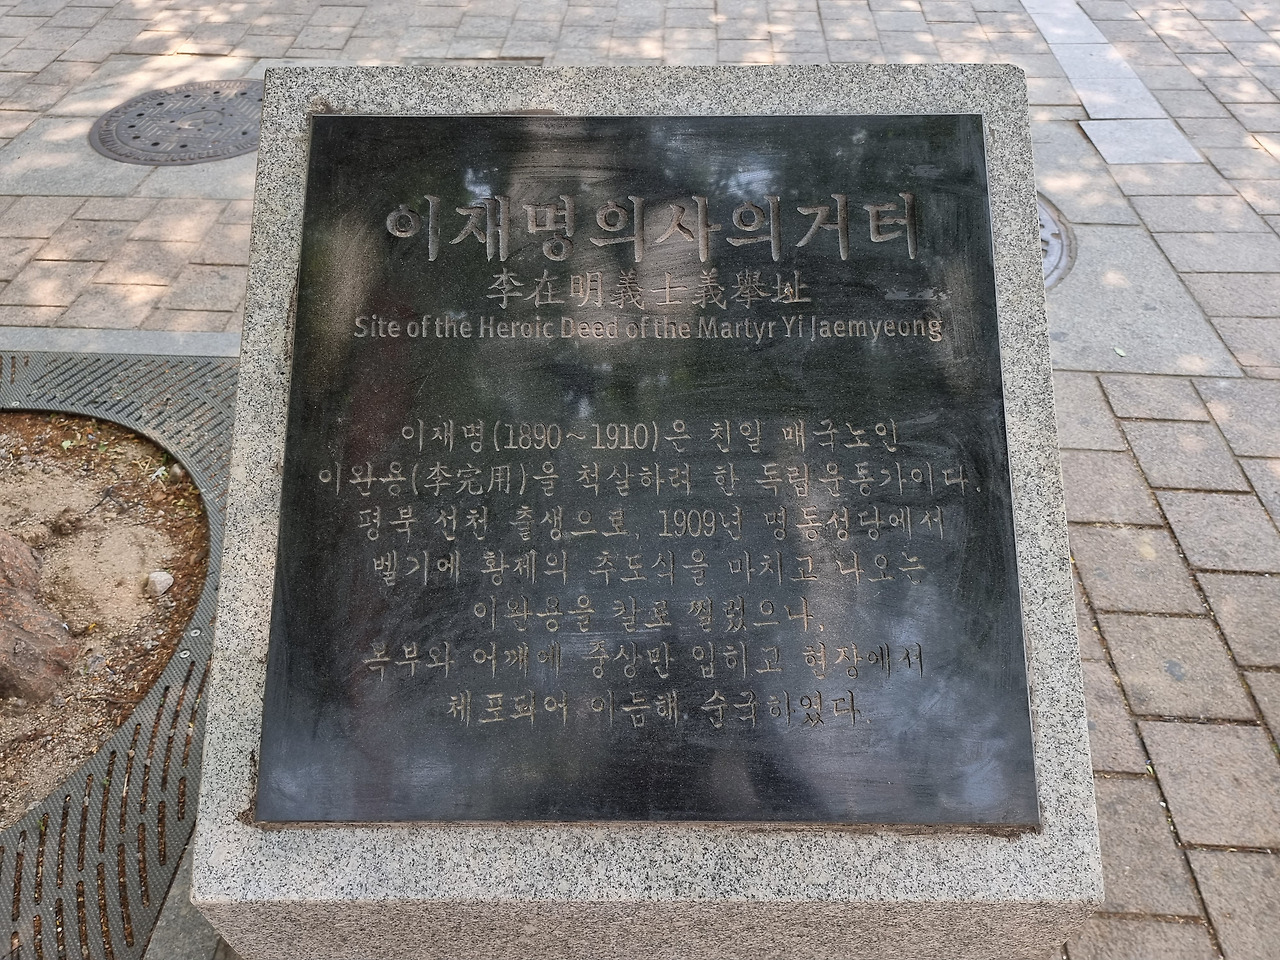 이재명의사의거터
李在明義士義擧址
Site of the Heroic Deed of the Martyr Yi Jaemyeong
이재명(1890~1910)은 친일 매국노인
이완용(李完用)을 척살하려 한 독립운동가이다.
평북 선천 출생으로, 1909년 명동성당에서
벨기에 황제의 추도식을 마치고 나오는
이완용을 칼로 찔렀으나,
복부와 어깨에 중상만 입히고 현장에서
체포되어 이듬해 순국하였다.